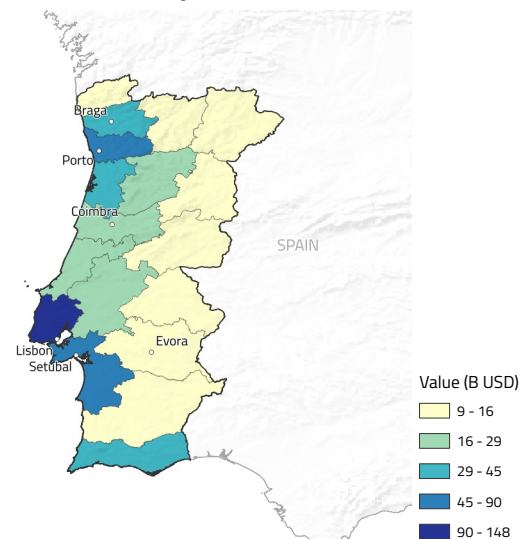 Braga
Porto
Coimbra
SPAIN
Lisbon
Evora
Setubal
Value (B USD)
9 - 16
16 - 29
29 - 45
45 - 90
90 - 148